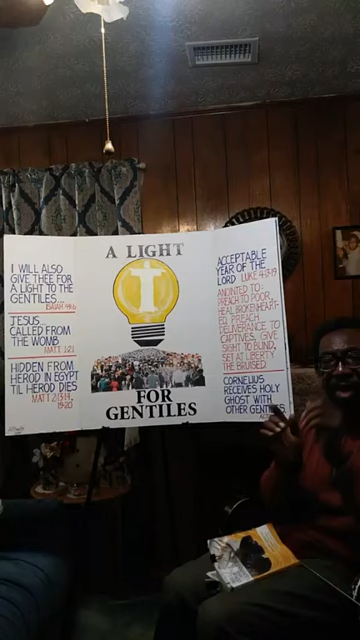 I WILL ALSO
GIVE THEE FOR
A LIGHT TO THE
GENTILES...
ISAIAH 49:6
JESUS
CALLED FROM
THE WOMB
MATT 1:21
HIDDEN FROM
HEROD IN EGYPT
TIL HEROD DIES
MATT 2:13-14,
19-20
A LIGHT
FOR
GENTILES
ACCEPTABLE
YEAR OF THE
LORD LUKE 4:17-19
ANOINTED TO:
PREACH TO POOR,
HEAL BROKENHEART-
ED, PREACH
DELIVERANCE TO
CAPTIVES, GIVE
SIGHT TO BLIND,
SET AT LIBERTY
THE BRUISED
CORNELIUS
RECEIVES HOLY
GHOST WITH
OTHER GENTILES